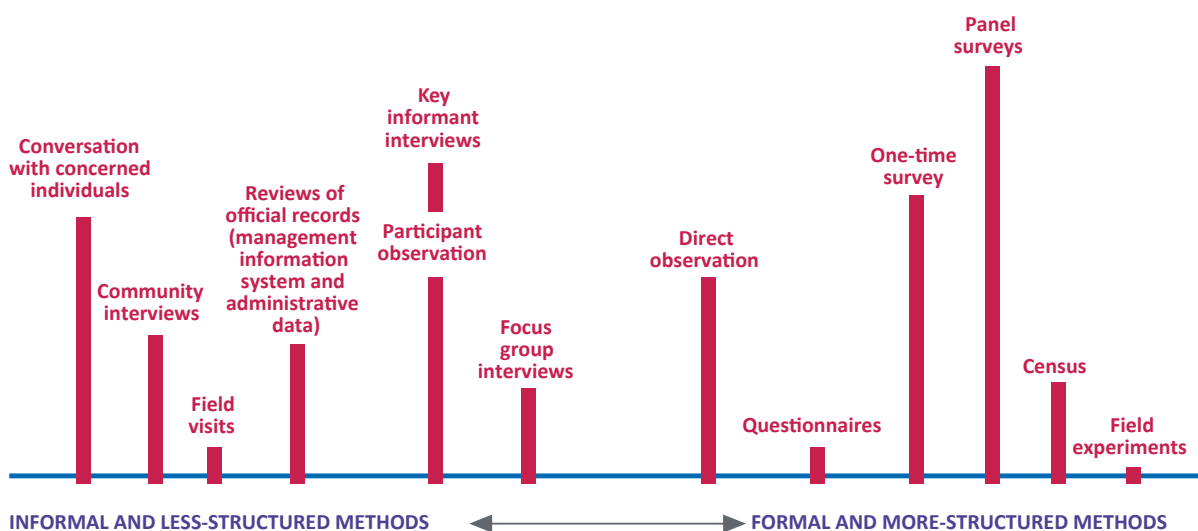 Conversation
with concerned
individuals
Community
interviews
Field
visits
Reviews of
official records
(management
information
system and
administrative
data)
Key
informant
interviews
Participant
observation
Focus
group
interviews
Direct
observation
Questionnaires
One-time
survey
Panel
surveys
Census
Field
experiments
INFORMAL AND LESS-STRUCTURED METHODS
FORMAL AND MORE-STRUCTURED METHODS